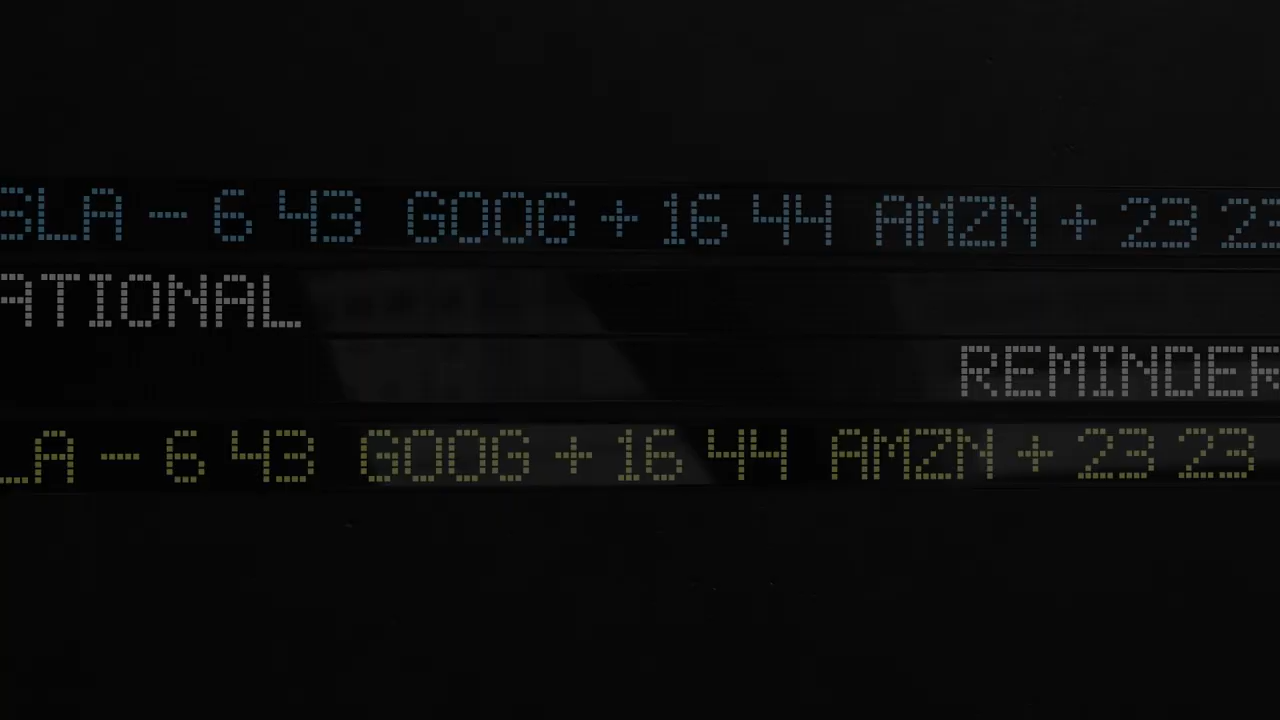 SLA - 6 43 GOOG + 16 44 AMZN + 23 23
ATIONAL
REMINDER
LA - 6 43 GOOG + 16 44 AMZN + 23 23